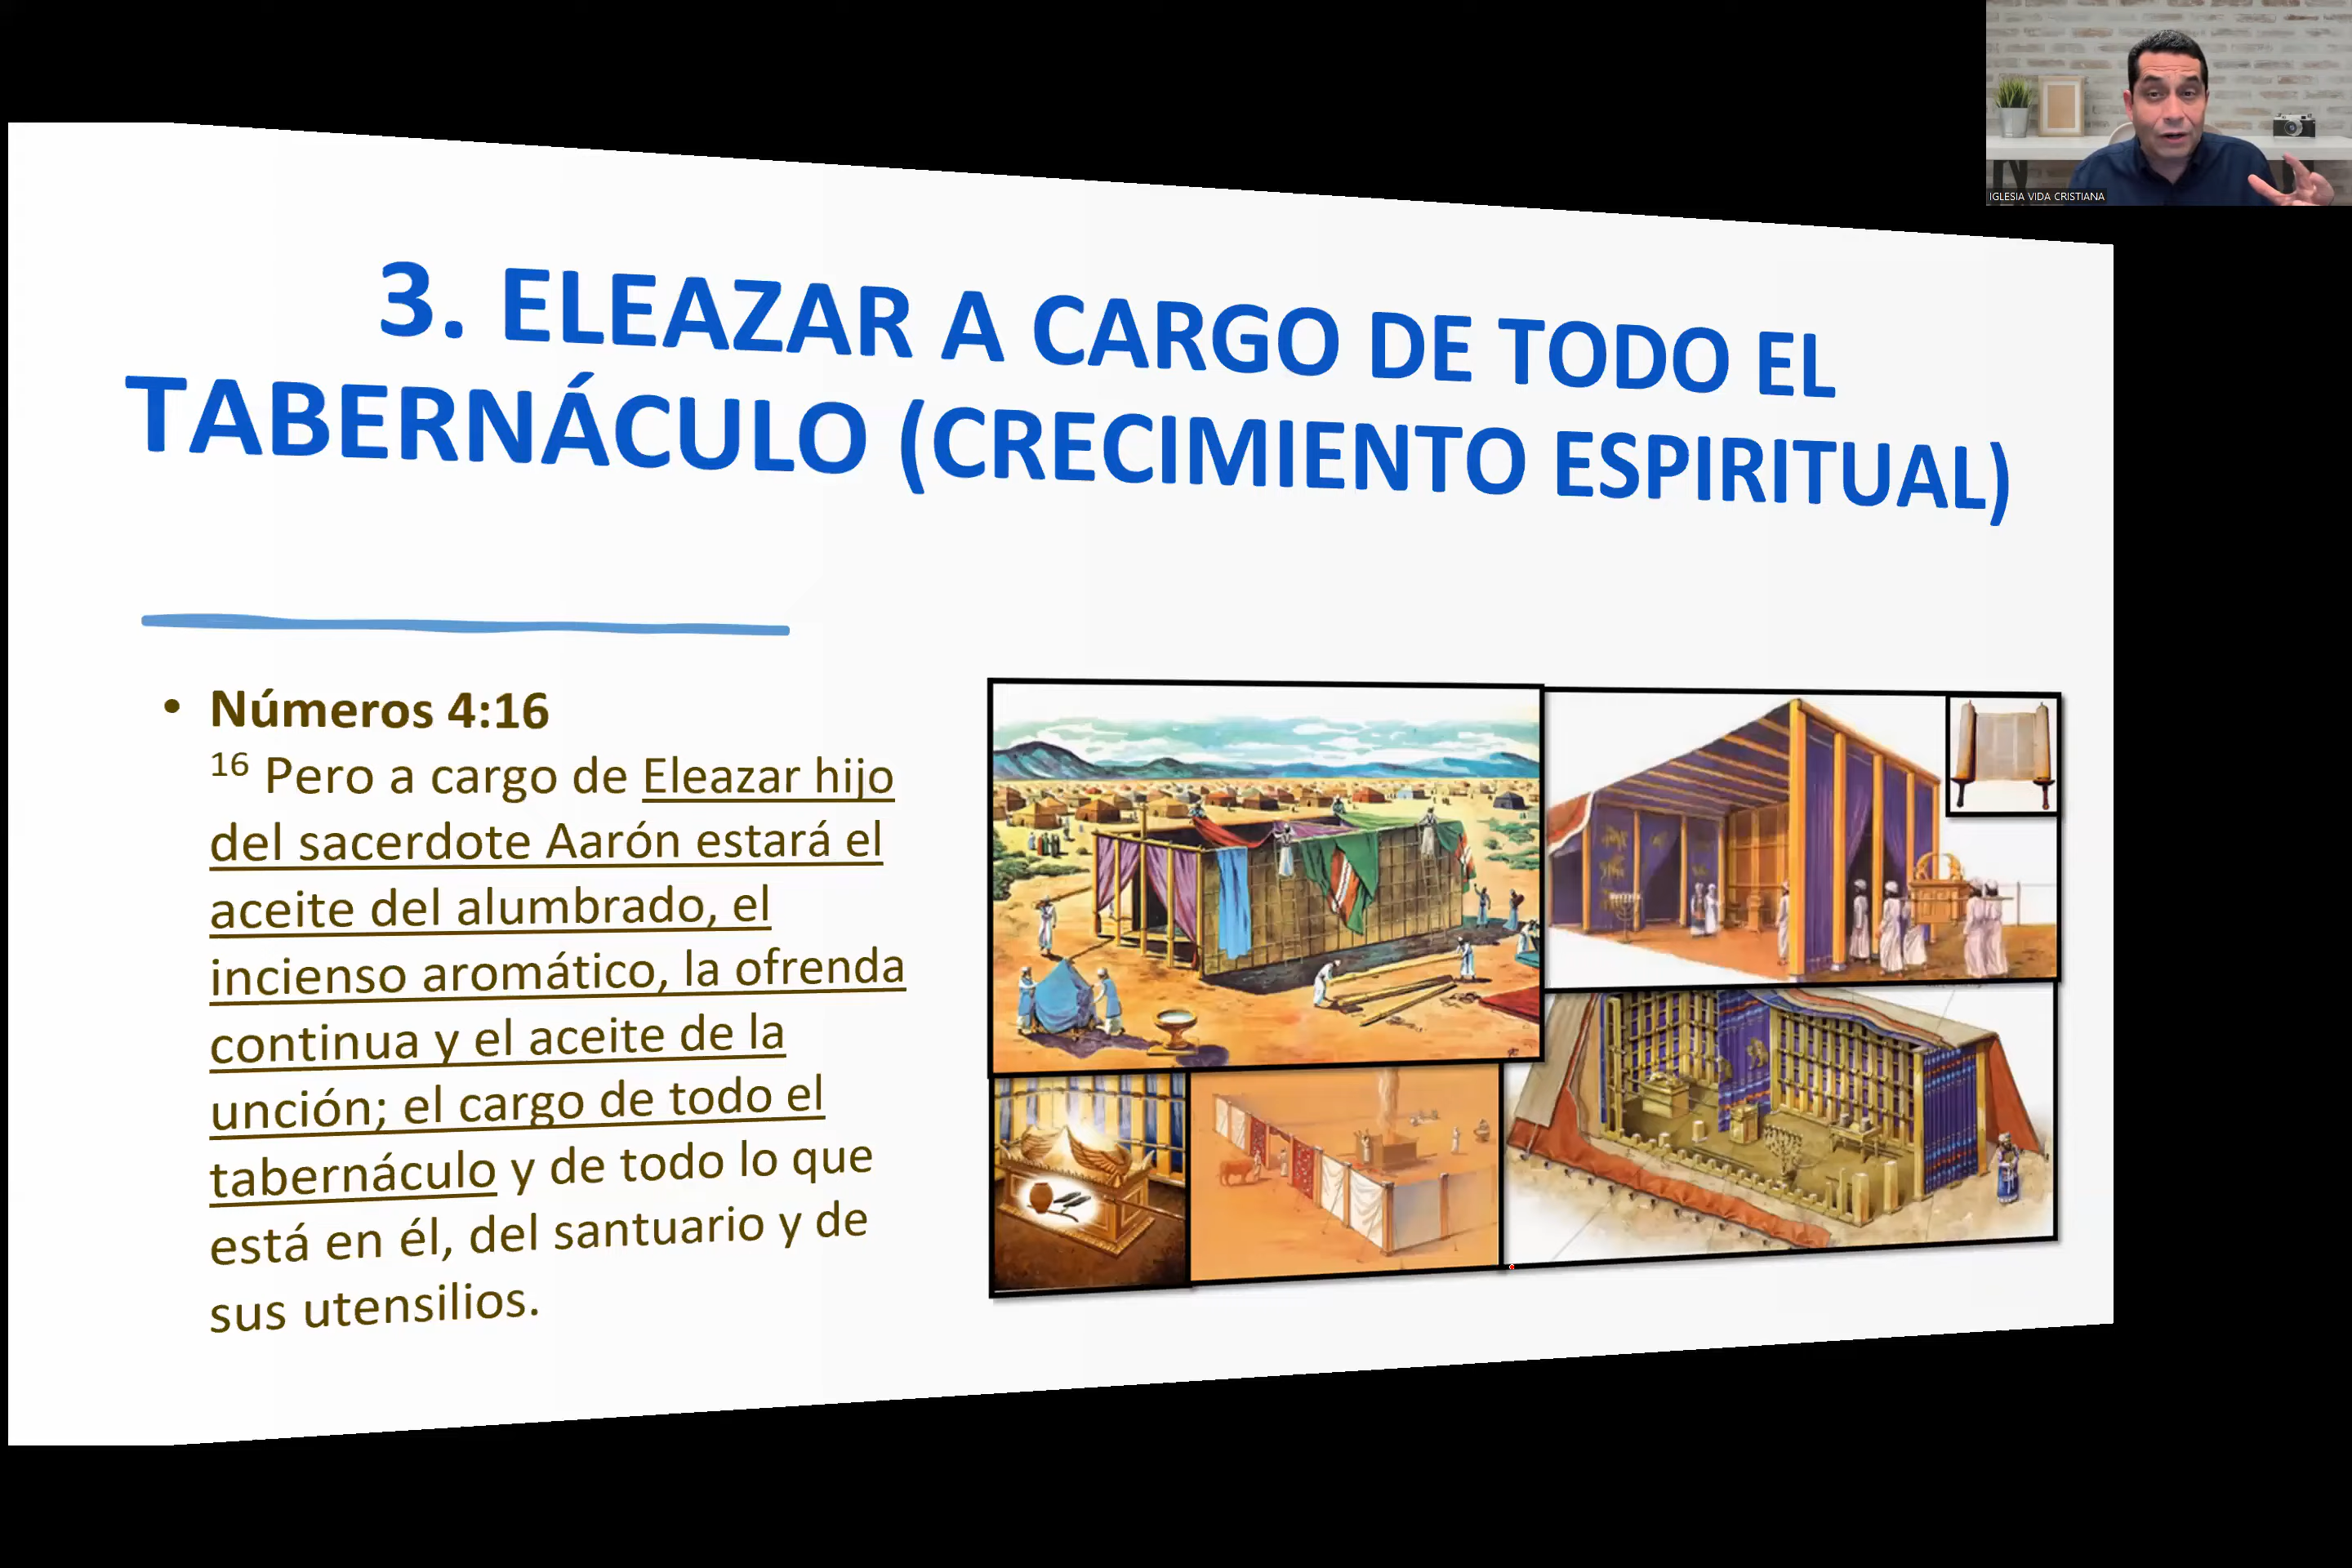 IGLESIA VIDA CRISTIANA
3. ELEAZAR A CARGO DE TODO EL
TABERNÁCULO (CRECIMIENTO ESPIRITUAL)
• Números 4:16
16 Pero a cargo de Eleazar hijo
del sacerdote Aarón estará el
aceite del alumbrado, el
incienso aromático, la ofrenda
continua y el aceite de la
unción; el cargo de todo el
tabernáculo y de todo lo que
está en él, del santuario y de
sus utensilios.